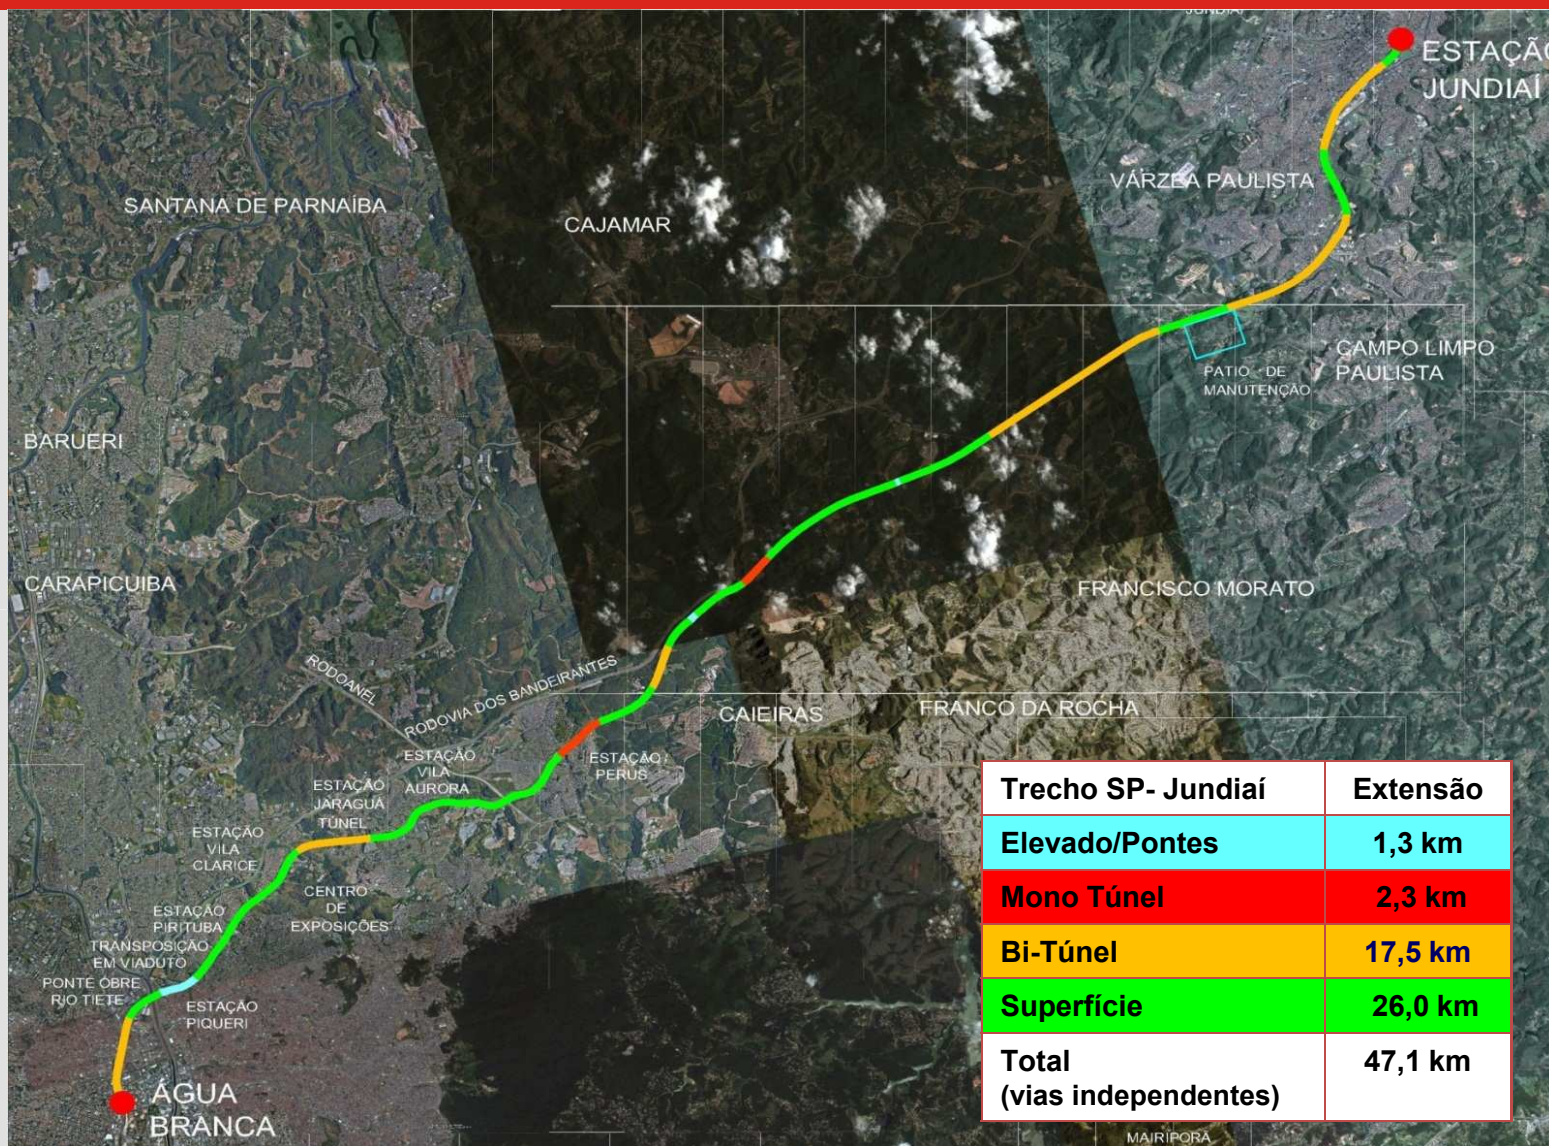 JUNDIAÍ
ESTAÇÃO
JUNDIAÍ
VÁRZEA PAULISTA
SANTANA DE PARNAÍBA
CAJAMAR
CAMPO LIMPO
PAULISTA
PATIO DE
MANUTENÇÃO
BARUERI
CARAPICUIBA
FRANCISCO MORATO
RODOANEL
RODOVIA DOS BANDEIRANTES
CAIEIRAS
FRANCO DA ROCHA
ESTAÇÃO
PERUS
ESTAÇÃO
VILA
AURORA
ESTAÇÃO
JARAGUÁ
TÚNEL
ESTAÇÃO
VILA
CLARICE
CENTRO
DE
EXPOSIÇÕES
ESTAÇÃO
PIRITUBA
TRANSPOSIÇÃO
EM VIADUTO
PONTE OBRE
RIO TIETE
ESTAÇÃO
PIQUERI
ÁGUA
BRANCA
Trecho SP- Jundiaí Extensão
Elevado/Pontes 1,3 km
Mono Túnel 2,3 km
Bi-Túnel 17,5 km
Superfície 26,0 km
Total 47,1 km
(vias independentes)
MAIRIPORÃ